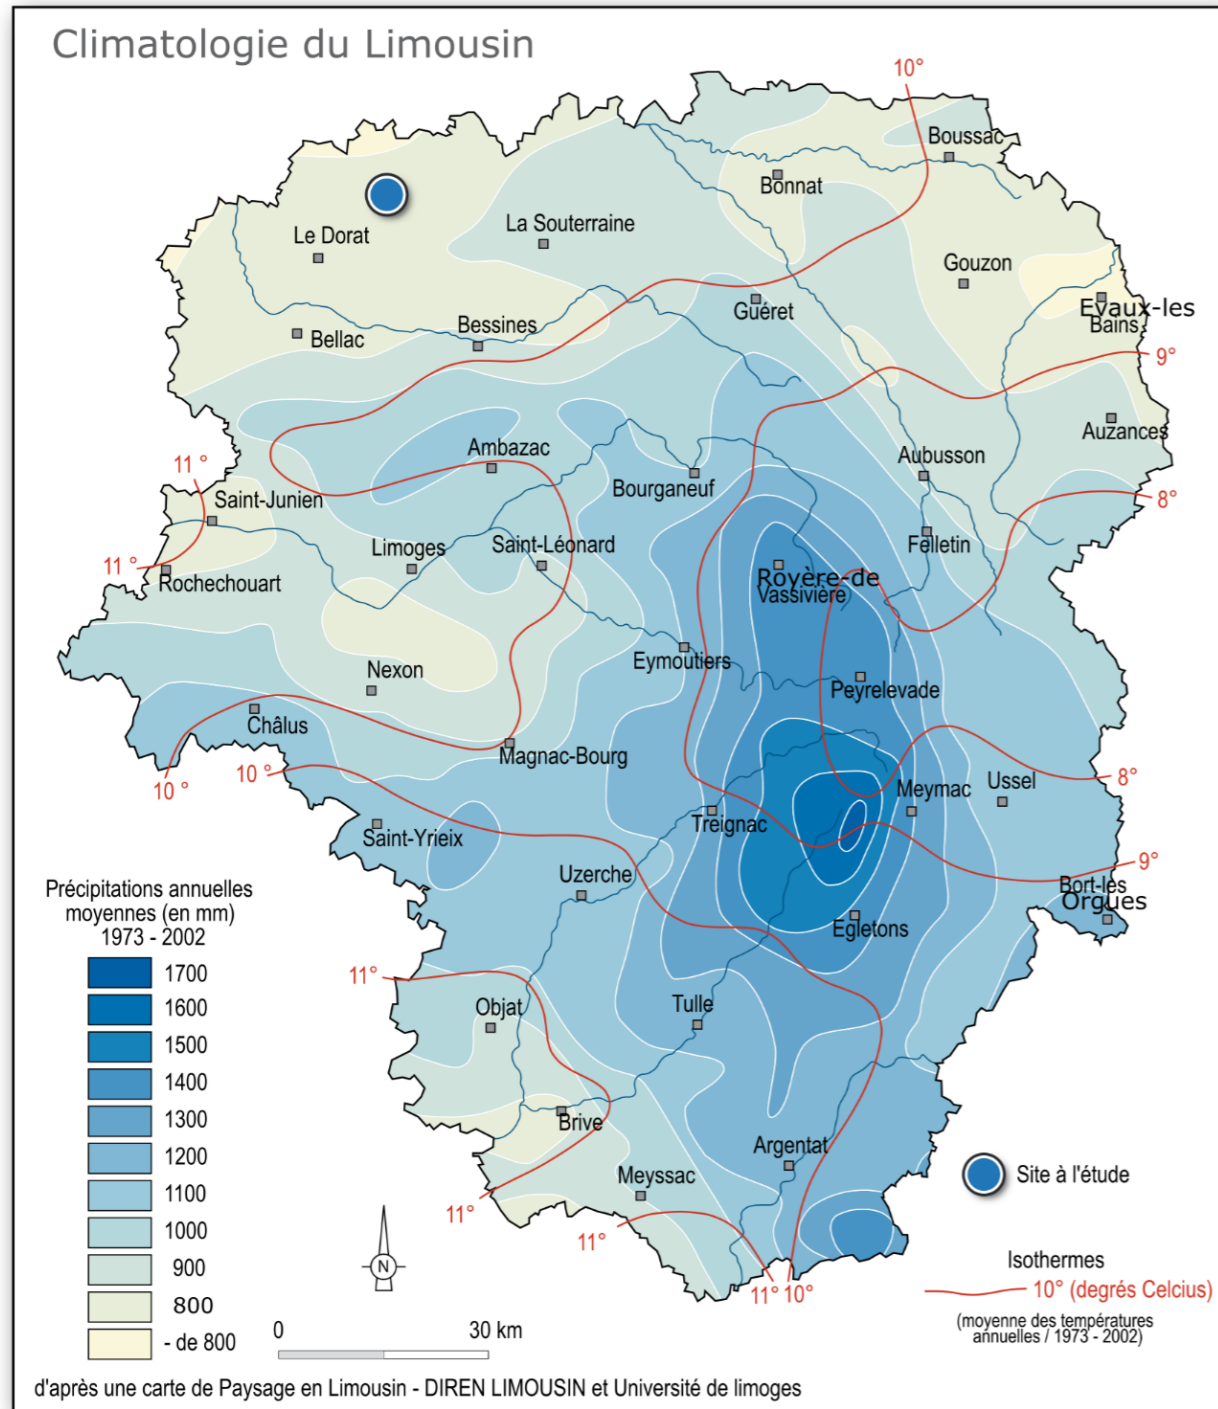 Climatologie du Limousin
10°
Boussac
Bonnat
La Souterraine
Le Dorat
Gouzon
Guéret
Evaux-les
Bains
Bessines
Bellac
9°
Auzances
Ambazac
Aubusson
11 °
Bourganeuf
8°
Saint-Junien
Felletin
Limoges
Saint-Léonard
11 °
Rochechouart
Royère-de
Vassivière
Eymoutiers
Nexon
Peyrelevade
Châlus
Magnac-Bourg
10 °
10 °
8°
Meymac
Ussel
Treignac
Saint-Yrieix
9°
Uzerche
Bort-les
Orgues
Egletons
Précipitations annuelles
moyennes (en mm)
1973 - 2002
11°
1700
1600
1500
1400
1300
1200
1100
1000
900
800
- de 800
Objat
Tulle
Brive
Argentat
Meyssac
11°
11°
11°
10°
Site à l'étude
N
Isothermes
10° (degrés Celcius)
(moyenne des températures
annuelles / 1973 - 2002)
0
30 km
d'après une carte de Paysage en Limousin - DIREN LIMOUSIN et Université de limoges